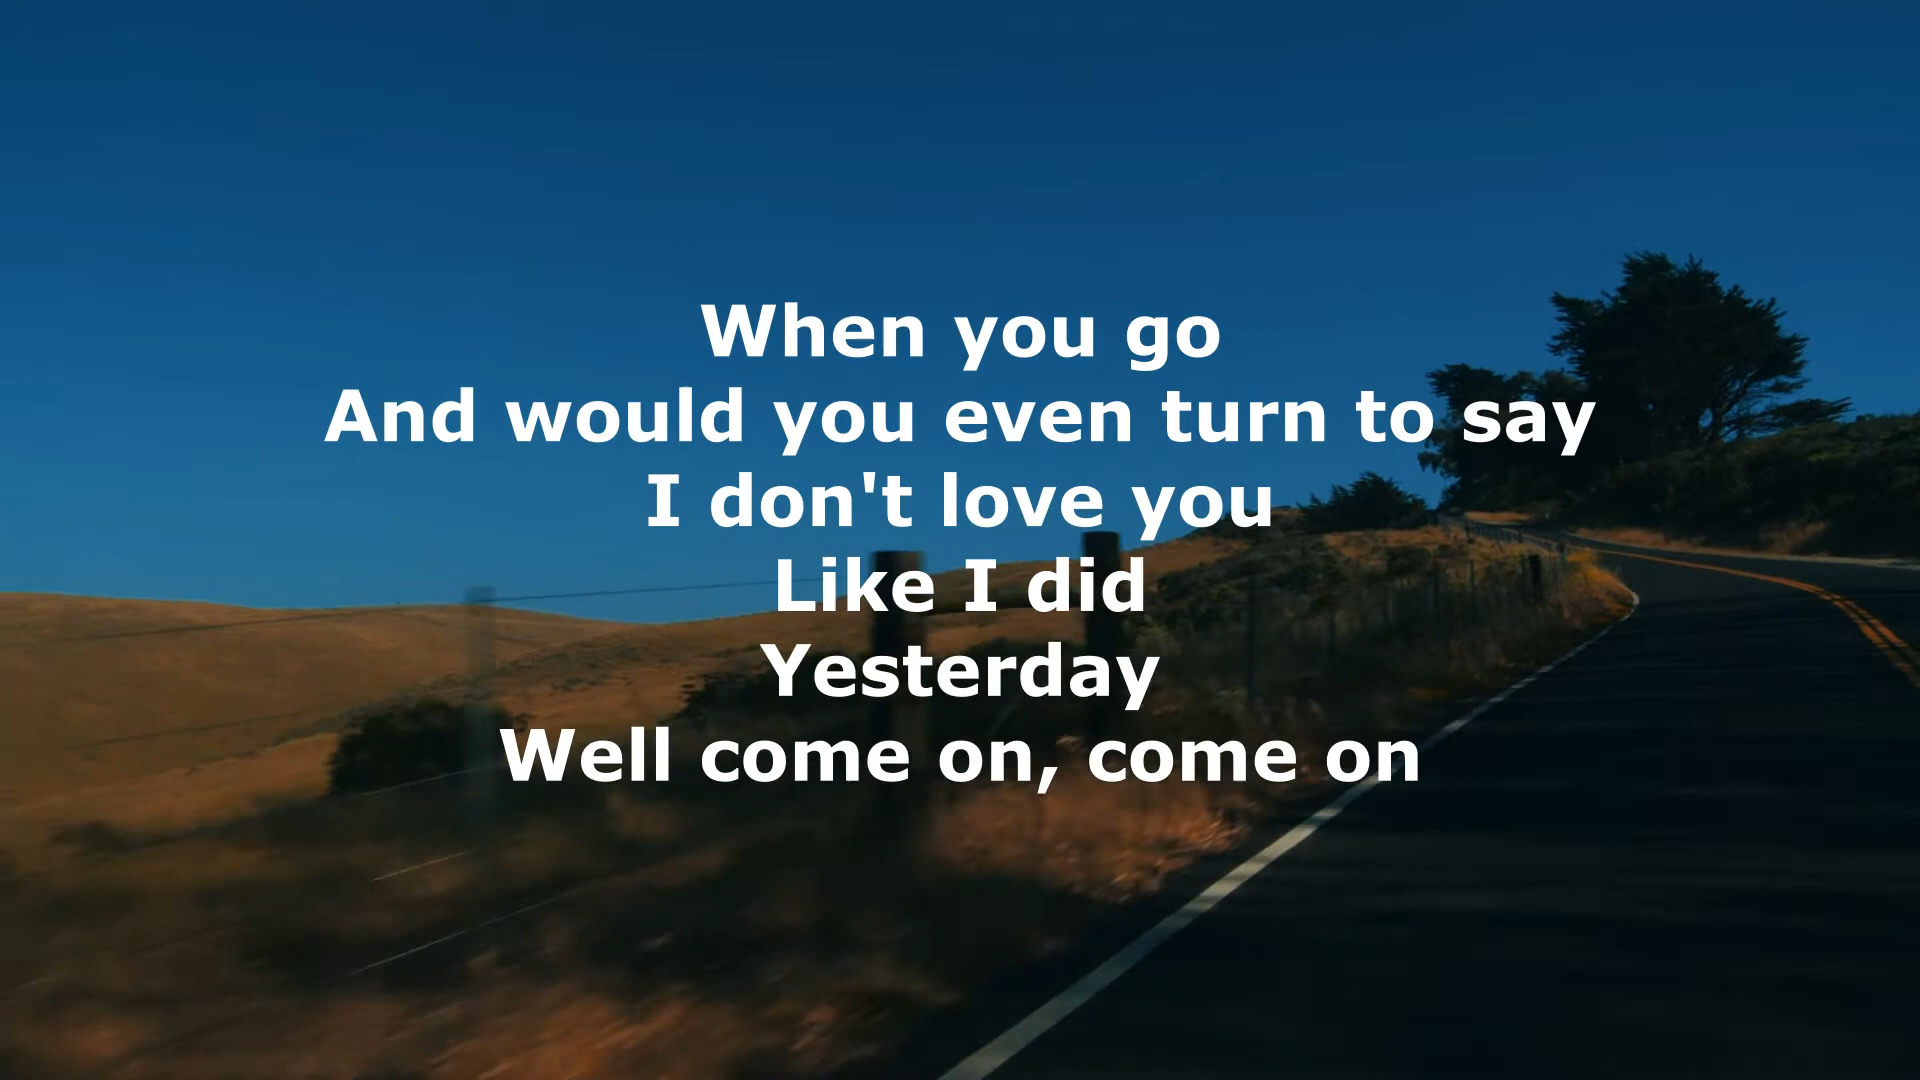 When you go
And would you even turn to say
I don't love you
Like I did
Yesterday
Well come on, come on